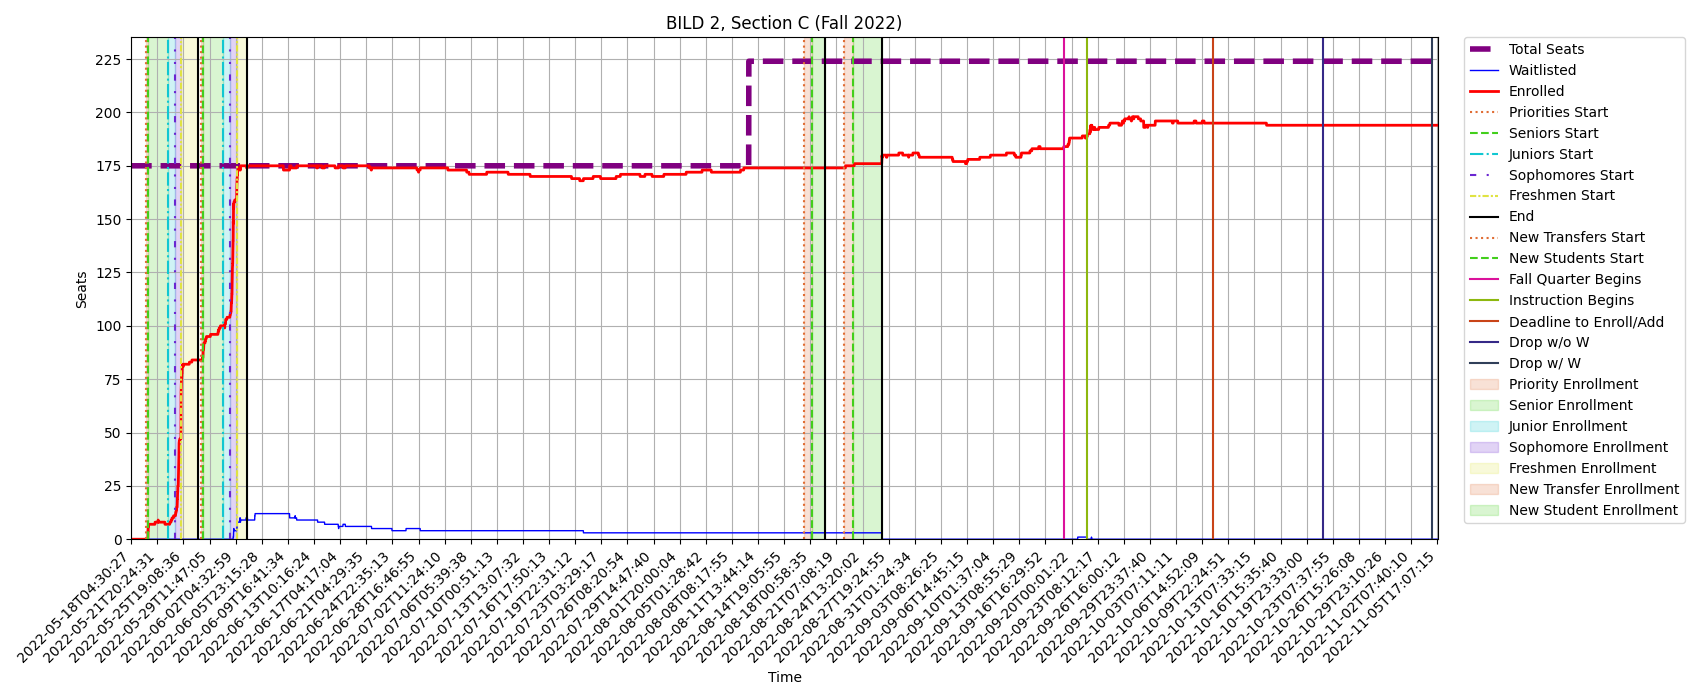 BILD 2, Section C (Fall 2022)
Seats
225
200
175
150
125
100
75
50
25
0
2022-05-18T04:30:27
2022-05-21T20:24:31
2022-05-25T19:08:36
2022-05-29T11:47:05
2022-06-02T04:32:59
2022-06-05T23:15:28
2022-06-09T16:41:34
2022-06-13T10:16:24
2022-06-17T04:17:04
2022-06-21T04:29:35
2022-06-24T22:35:13
2022-06-28T16:46:55
2022-07-02T11:24:10
2022-07-06T05:39:38
2022-07-10T00:51:13
2022-07-13T13:07:32
2022-07-16T17:50:13
2022-07-19T22:31:12
2022-07-23T03:29:17
2022-07-26T08:20:54
2022-07-29T14:47:40
2022-08-01T20:00:04
2022-08-05T01:28:42
2022-08-08T08:17:55
2022-08-11T13:44:14
2022-08-14T19:05:55
2022-08-18T00:58:35
2022-08-21T07:08:19
2022-08-24T13:20:02
2022-08-27T19:24:55
2022-08-31T01:24:34
2022-09-03T08:26:25
2022-09-06T14:45:15
2022-09-10T01:37:04
2022-09-13T08:55:29
2022-09-16T16:29:52
2022-09-20T00:01:22
2022-09-23T08:12:17
2022-09-26T16:00:12
2022-09-29T23:37:40
2022-10-03T07:11:11
2022-10-06T14:52:09
2022-10-09T22:24:51
2022-10-13T07:33:15
2022-10-16T15:35:40
2022-10-19T23:33:00
2022-10-23T07:37:55
2022-10-26T15:26:08
2022-10-29T23:10:26
2022-11-02T07:40:10
2022-11-05T17:07:15
Time
Total Seats
Waitlisted
Enrolled
Priorities Start
Seniors Start
Juniors Start
Sophomores Start
Freshmen Start
End
New Transfers Start
New Students Start
Fall Quarter Begins
Instruction Begins
Deadline to Enroll/Add
Drop w/o W
Drop w/ W
Priority Enrollment
Senior Enrollment
Junior Enrollment
Sophomore Enrollment
Freshmen Enrollment
New Transfer Enrollment
New Student Enrollment